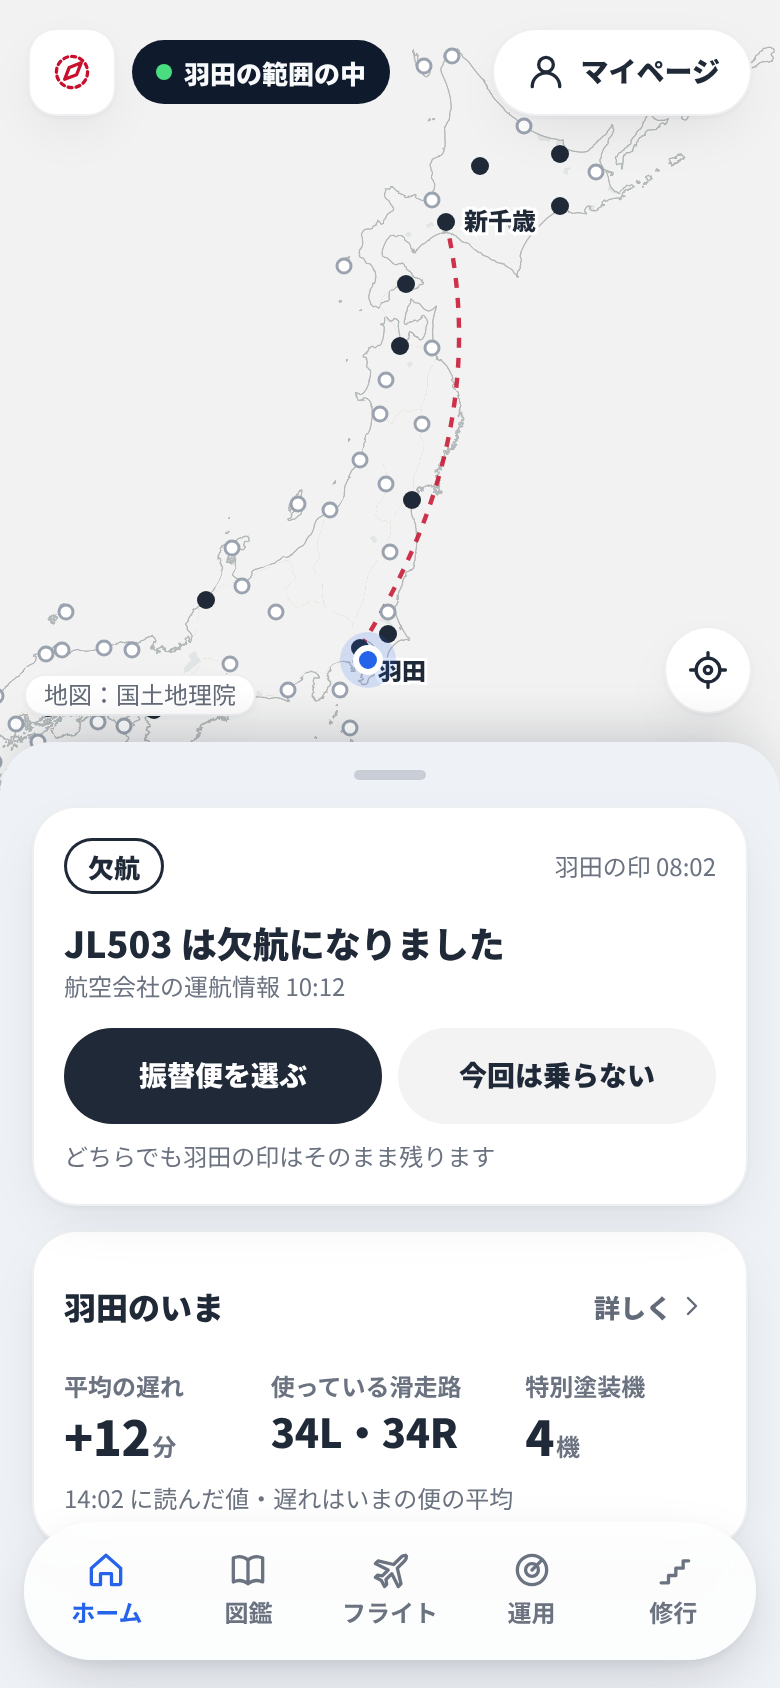 羽田の範囲の中
マイページ
新千歳
羽田
地図：国土地理院
欠航
羽田の印 08:02
JL503 は欠航になりました
航空会社の運航情報 10:12
振替便を選ぶ
今回は乗らない
どちらでも羽田の印はそのまま残ります
羽田のいま
詳しく
平均の遅れ
使っている滑走路
特別塗装機
+12分
34L・34R
4機
14:02 に読んだ値・遅れはいまの便の平均
ホーム
図鑑
フライト
運用
修行